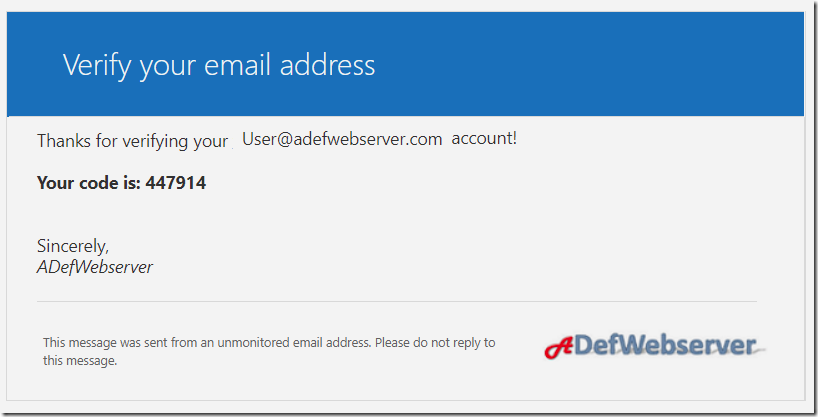 Verify your email address
Thanks for verifying your User@adefwebserver.com account!
Your code is: 447914
Sincerely,
ADefWebserver
This message was sent from an unmonitored email address. Please do not reply to
this message.
ADefWebserver